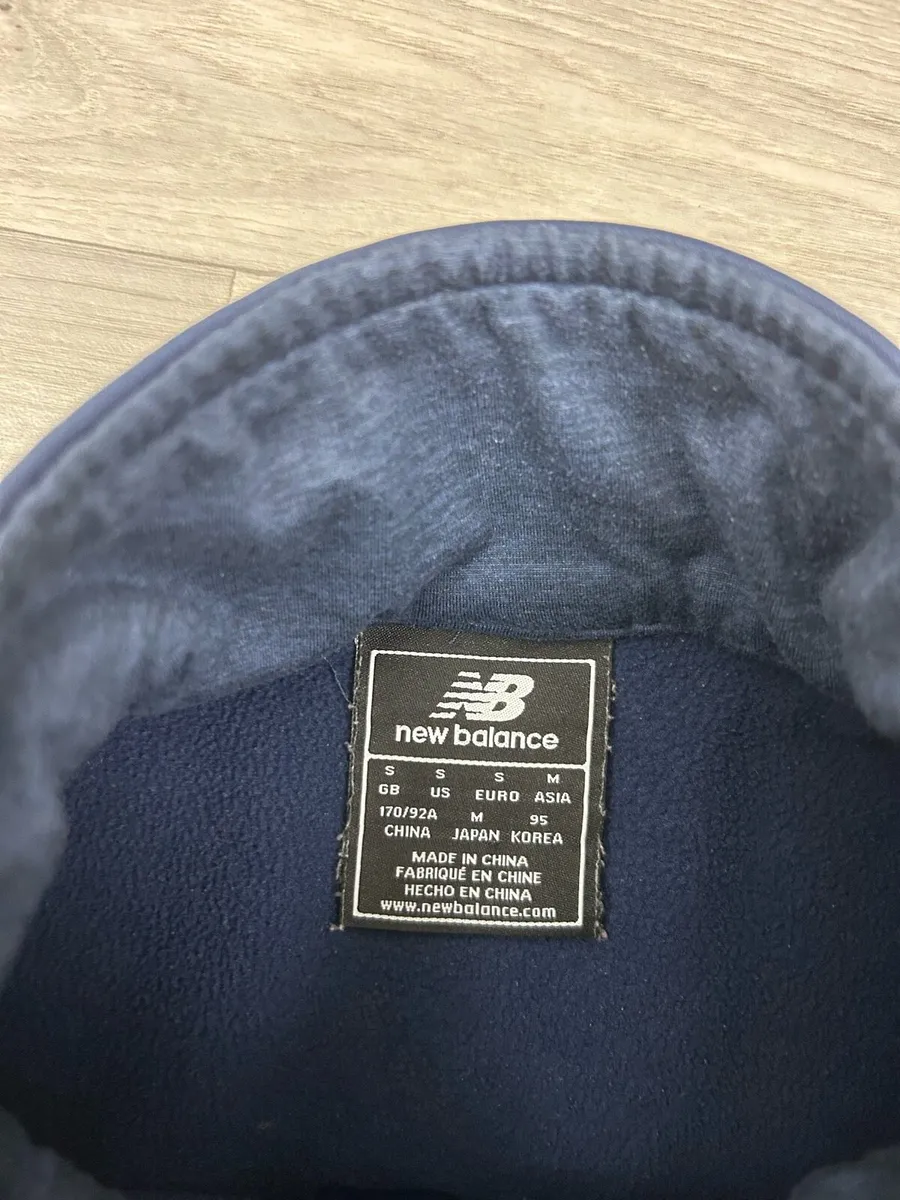 NB
new balance
S S S M
GB US EURO ASIA
170/92A M 95
CHINA JAPAN KOREA
MADE IN CHINA
FABRIQUÉ EN CHINE
HECHO EN CHINA
www.newbalance.com